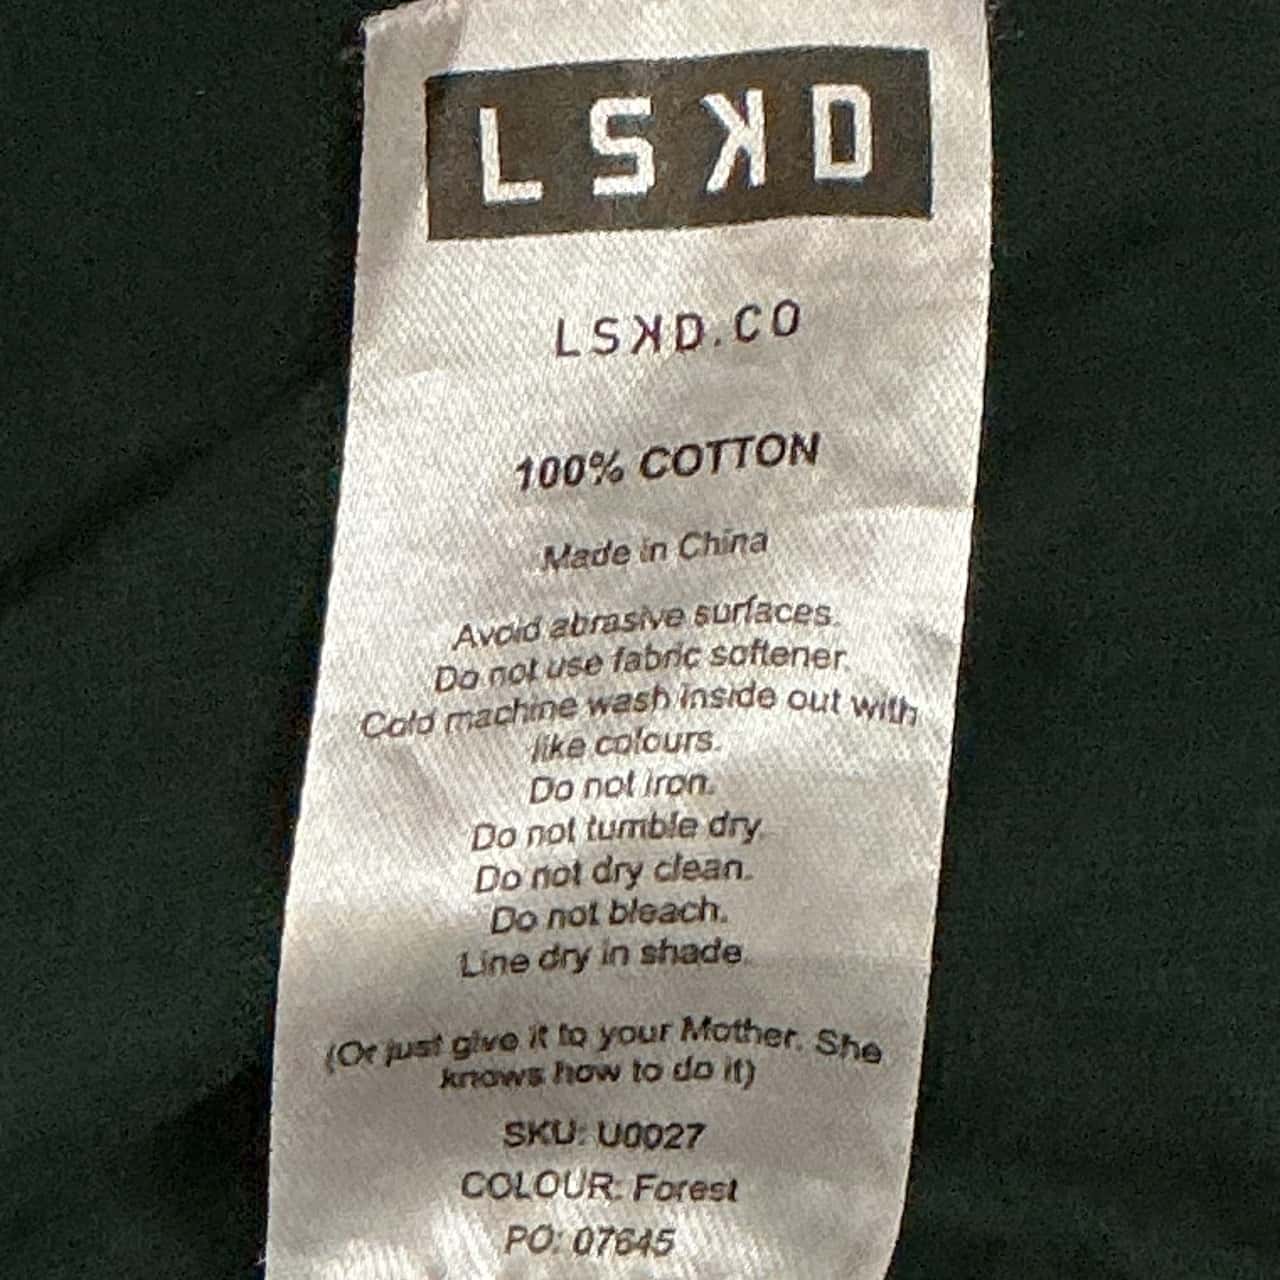 LSKD
LSKD.CO
100% COTTON
Made in China
Avoid abrasive surfaces.
Do not use fabric softener.
Cold machine wash inside out with
like colours.
Do not iron.
Do not tumble dry.
Do not dry clean.
Do not bleach.
Line dry in shade.
(Or just give it to your Mother. She
knows how to do it)
SKU: U0027
COLOUR: Forest
PO: 07645